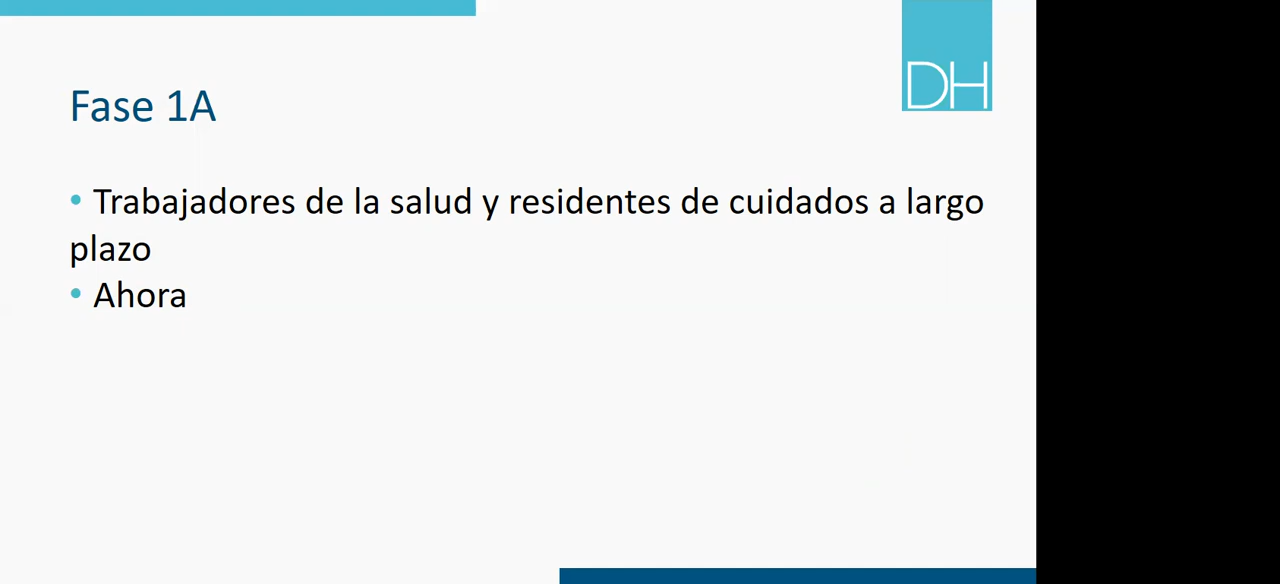 DH
Fase 1A
• Trabajadores de la salud y residentes de cuidados a largo
plazo
• Ahora